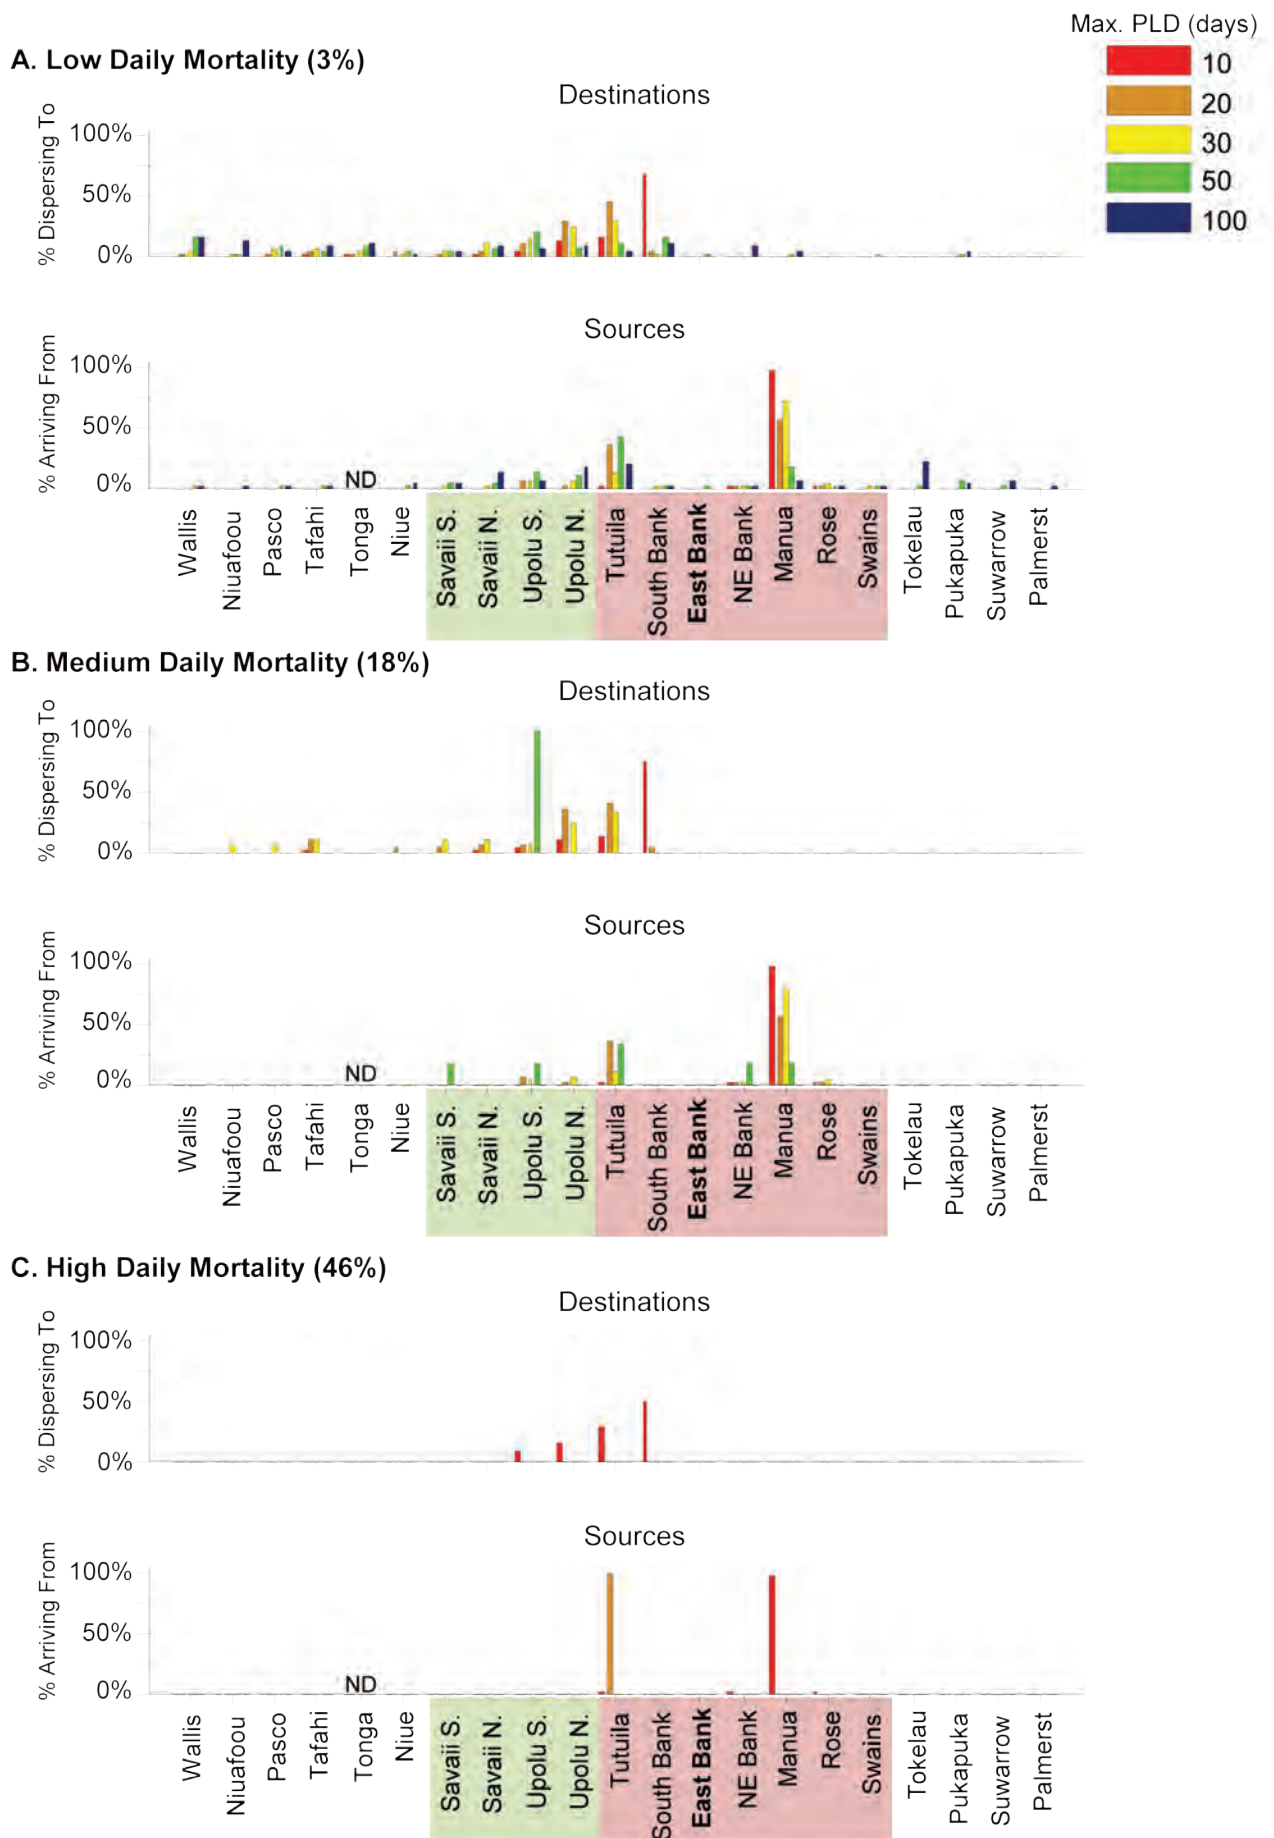 Max. PLD (days)
10
20
30
50
100
A. Low Daily Mortality (3%)
Destinations
% Dispersing To
100%
50%
0%
Sources
% Arriving From
100%
50%
0%
ND
Wallis
Niuafoou
Pasco
Tafahi
Tonga
Niue
Savaii S.
Savaii N.
Upolu S.
Upolu N.
Tutuila
South Bank
East Bank
NE Bank
Manua
Rose
Swains
Tokelau
Pukapuka
Suwarrow
Palmerst
B. Medium Daily Mortality (18%)
Destinations
% Dispersing To
100%
50%
0%
Sources
% Arriving From
100%
50%
0%
ND
Wallis
Niuafoou
Pasco
Tafahi
Tonga
Niue
Savaii S.
Savaii N.
Upolu S.
Upolu N.
Tutuila
South Bank
East Bank
NE Bank
Manua
Rose
Swains
Tokelau
Pukapuka
Suwarrow
Palmerst
C. High Daily Mortality (46%)
Destinations
% Dispersing To
100%
50%
0%
Sources
% Arriving From
100%
50%
0%
ND
Wallis
Niuafoou
Pasco
Tafahi
Tonga
Niue
Savaii S.
Savaii N.
Upolu S.
Upolu N.
Tutuila
South Bank
East Bank
NE Bank
Manua
Rose
Swains
Tokelau
Pukapuka
Suwarrow
Palmerst